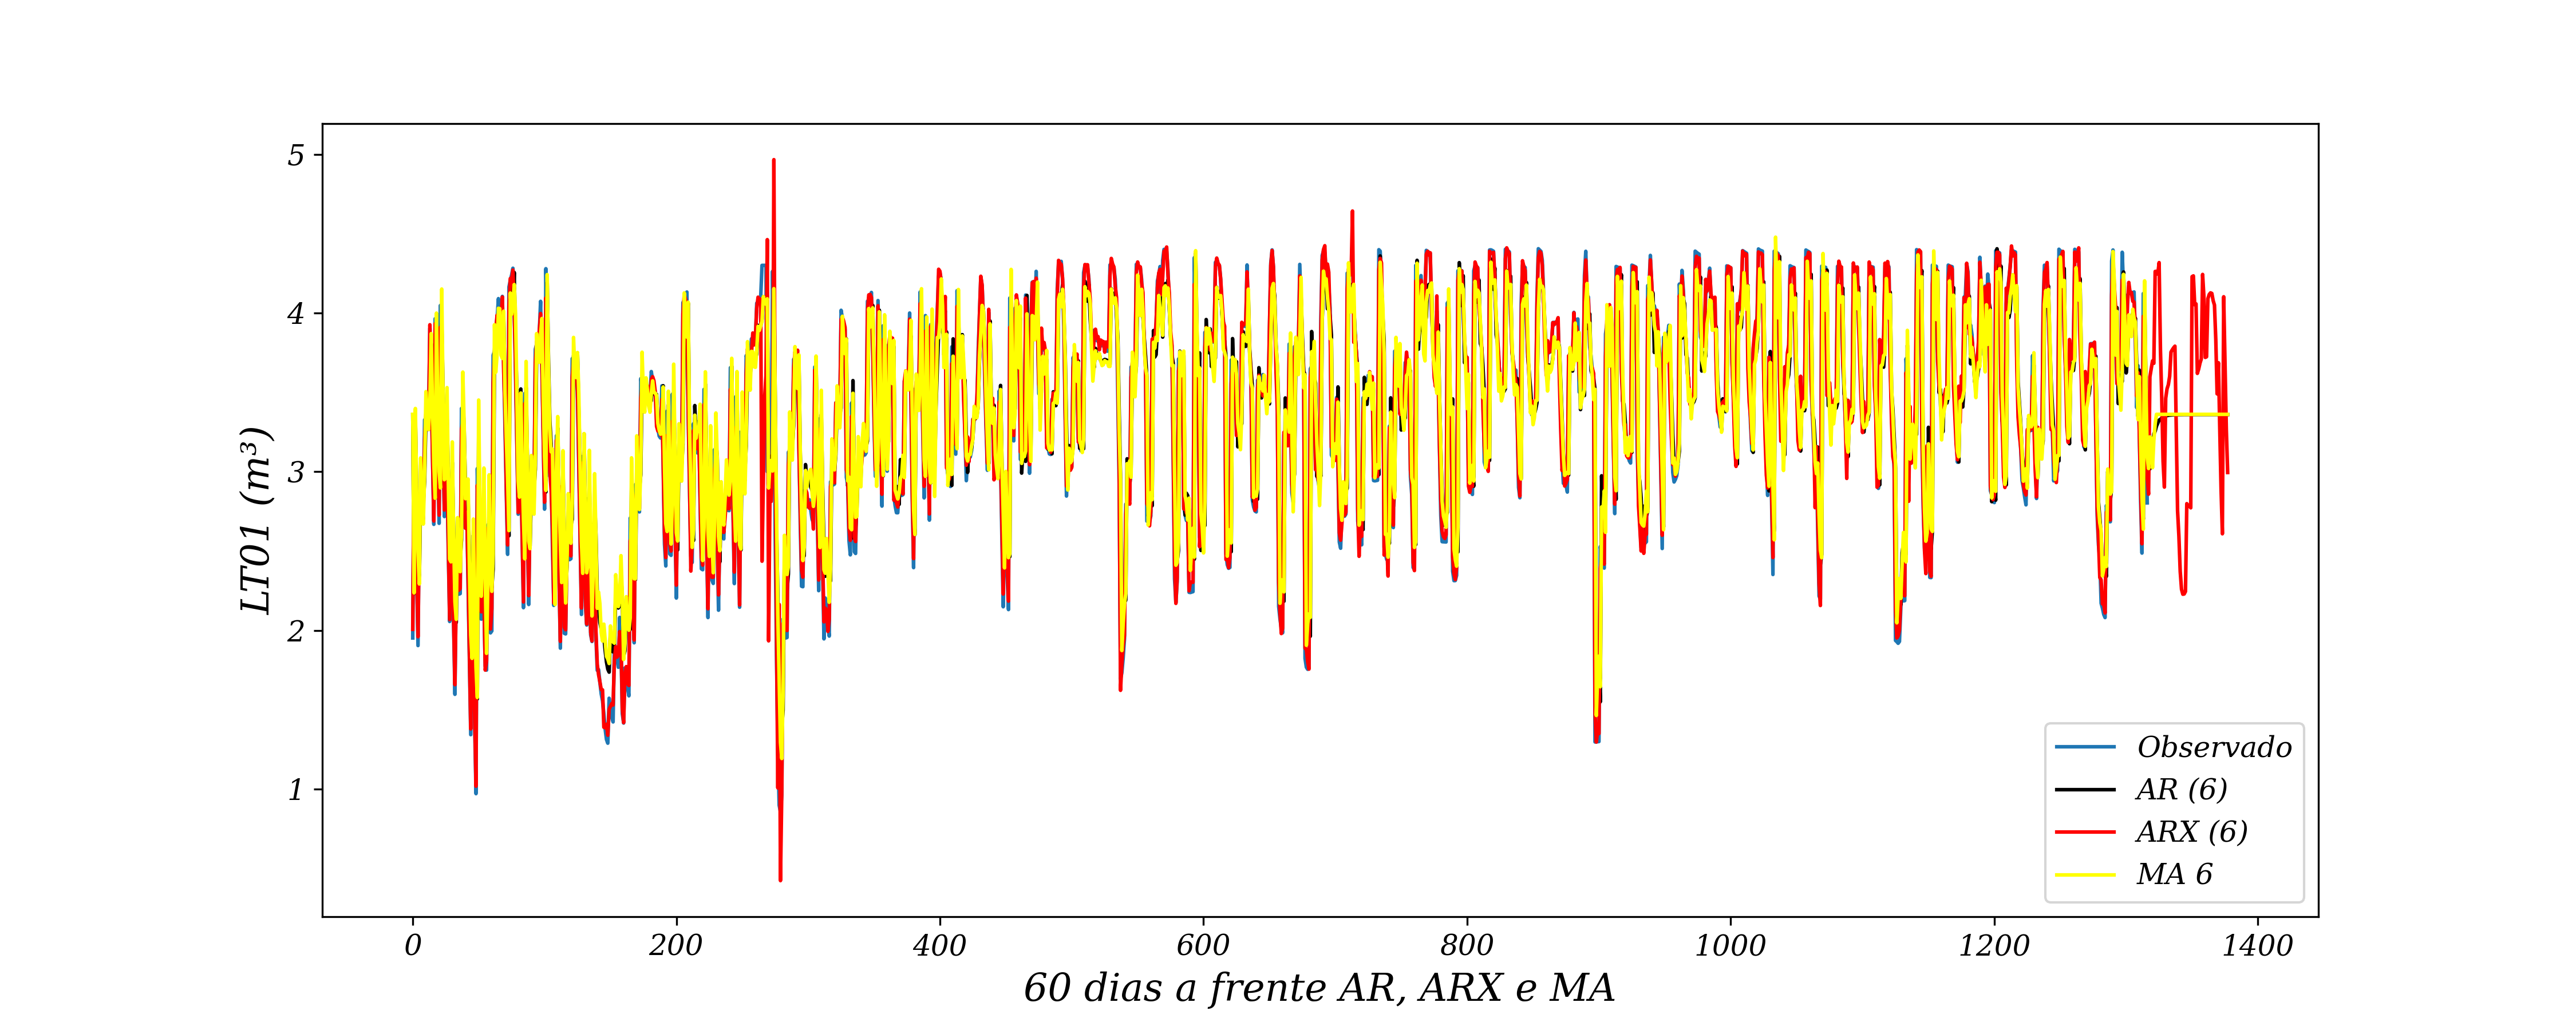 5
4
3
2
1
LT01 (m³)
0 200 400 600 800 1000 1200 1400
60 dias a frente AR, ARX e MA
Observado
AR (6)
ARX (6)
MA 6